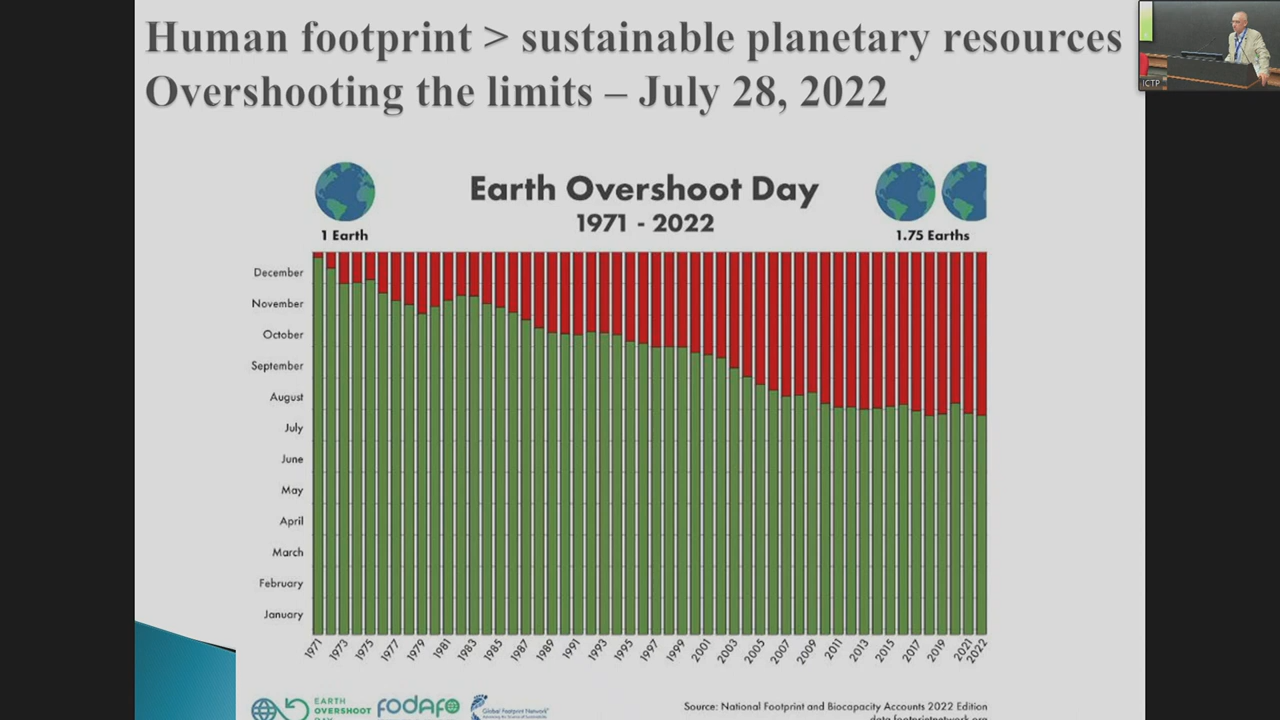 Human footprint > sustainable planetary resources
Overshooting the limits – July 28, 2022
ICTP
Earth Overshoot Day
1971 - 2022
1 Earth
1.75 Earths
December
November
October
September
August
July
June
May
April
March
February
January
1971 1973 1975 1977 1979 1981 1983 1985 1987 1989 1991 1993 1995 1997 1999 2001 2003 2005 2007 2009 2011 2013 2015 2017 2019 2021 2022
EARTH
OVERSHOOT
DAY
fodafo
Global Footprint Network
Source: National Footprint and Biocapacity Accounts 2022 Edition
data.footprintnetwork.org